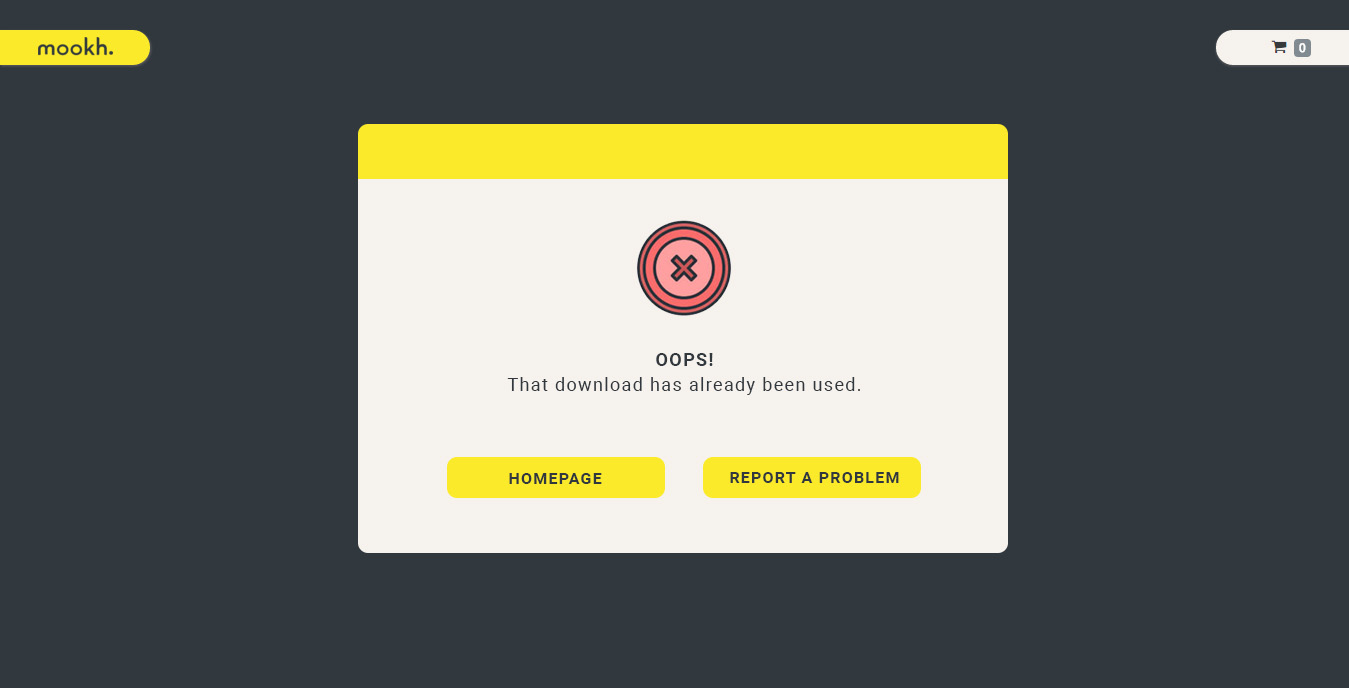 mookh.
0
OOPS!
That download has already been used.
HOMEPAGE
REPORT A PROBLEM